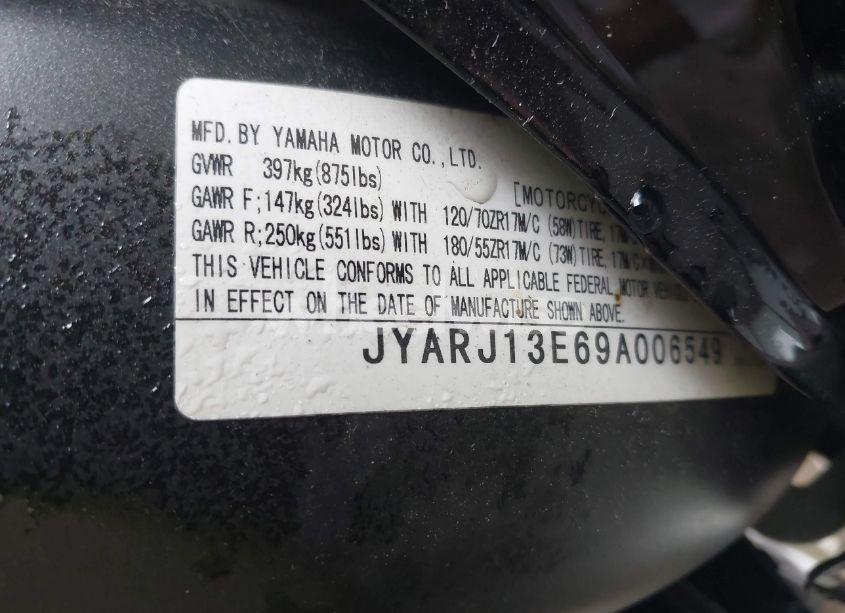 MFD. BY YAMAHA MOTOR CO., LTD.
GVWR 397kg(875lbs)
[MOTORCYC
GAWR F;147kg(324lbs) WITH 120/70ZR17M/C (58W)TIRE, 17M
GAWR R;250kg(551lbs) WITH 180/55ZR17M/C (73W)TIRE, 17M/C
THIS VEHICLE CONFORMS TO ALL APPLICABLE FEDERAL MOTOR
IN EFFECT ON THE DATE OF MANUFACTURE SHOWN ABOVE.
JYARJ13E69A006549